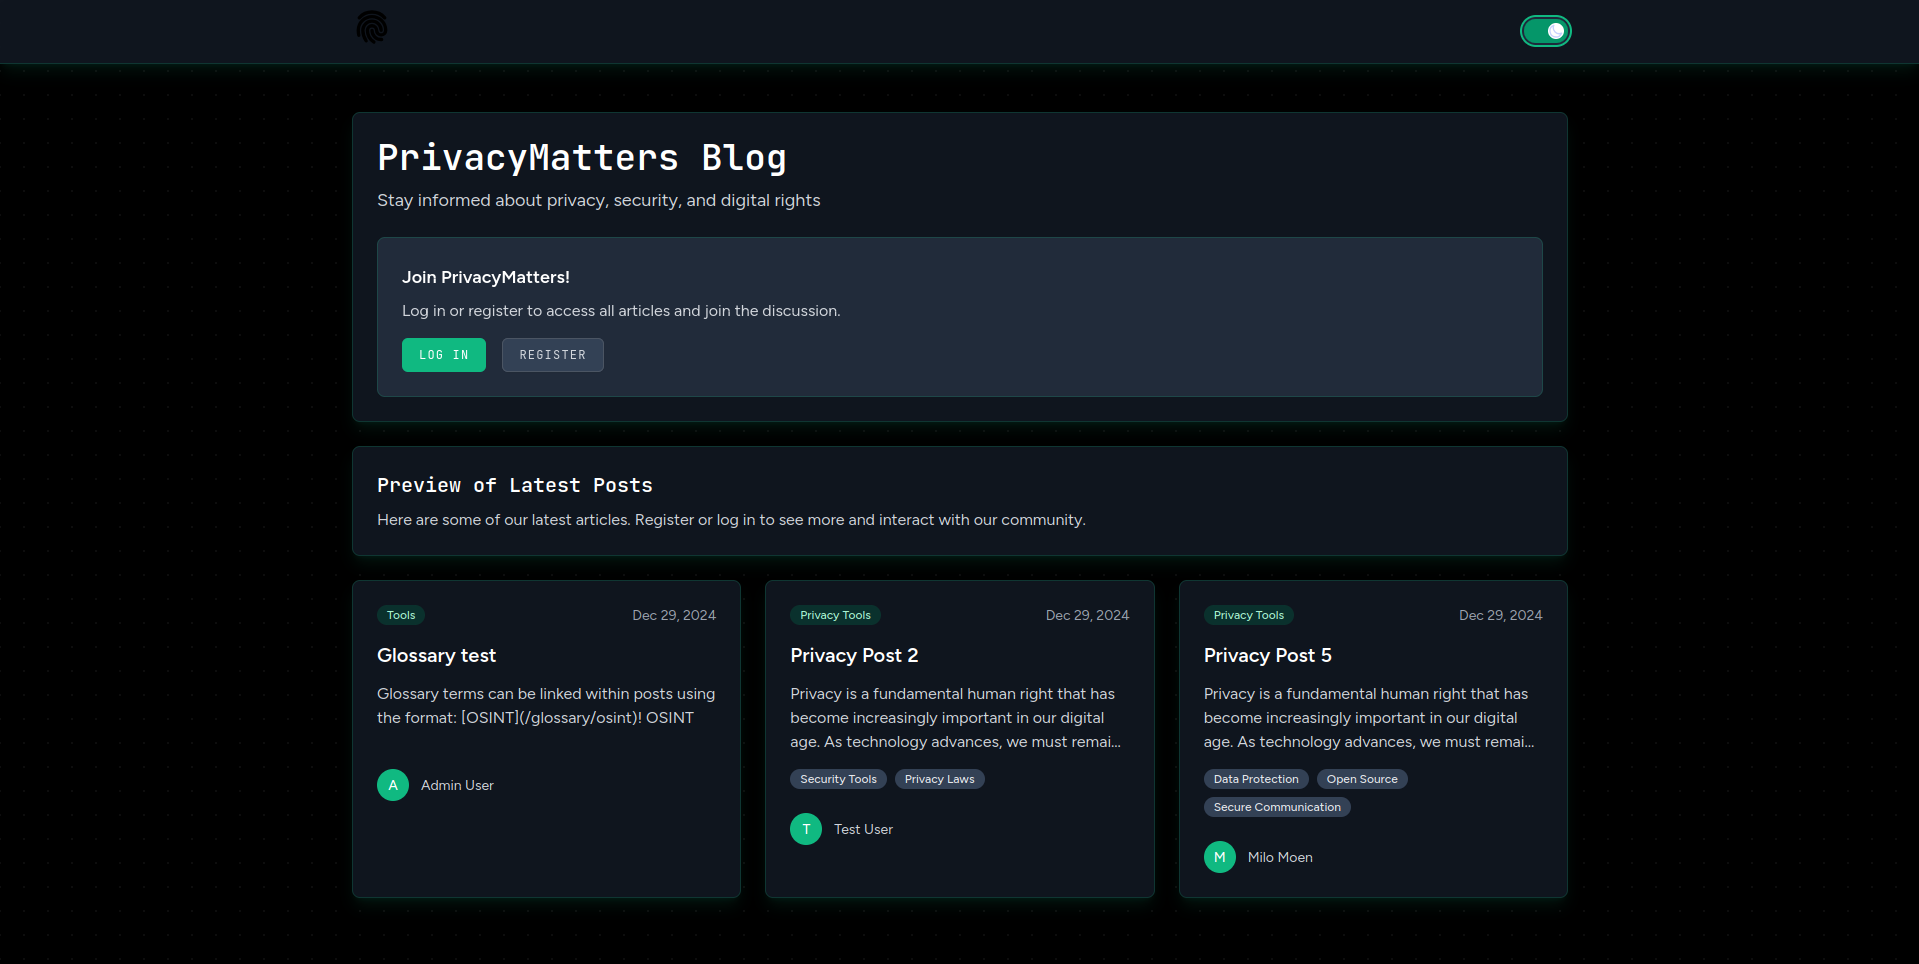 PrivacyMatters Blog
Stay informed about privacy, security, and digital rights
Join PrivacyMatters!
Log in or register to access all articles and join the discussion.
LOG IN
REGISTER
Preview of Latest Posts
Here are some of our latest articles. Register or log in to see more and interact with our community.
Tools
Dec 29, 2024
Glossary test
Glossary terms can be linked within posts using
the format: [OSINT](/glossary/osint)! OSINT
A
Admin User
Privacy Tools
Dec 29, 2024
Privacy Post 2
Privacy is a fundamental human right that has
become increasingly important in our digital
age. As technology advances, we must remai...
Security Tools
Privacy Laws
T
Test User
Privacy Tools
Dec 29, 2024
Privacy Post 5
Privacy is a fundamental human right that has
become increasingly important in our digital
age. As technology advances, we must remai...
Data Protection
Open Source
Secure Communication
M
Milo Moen